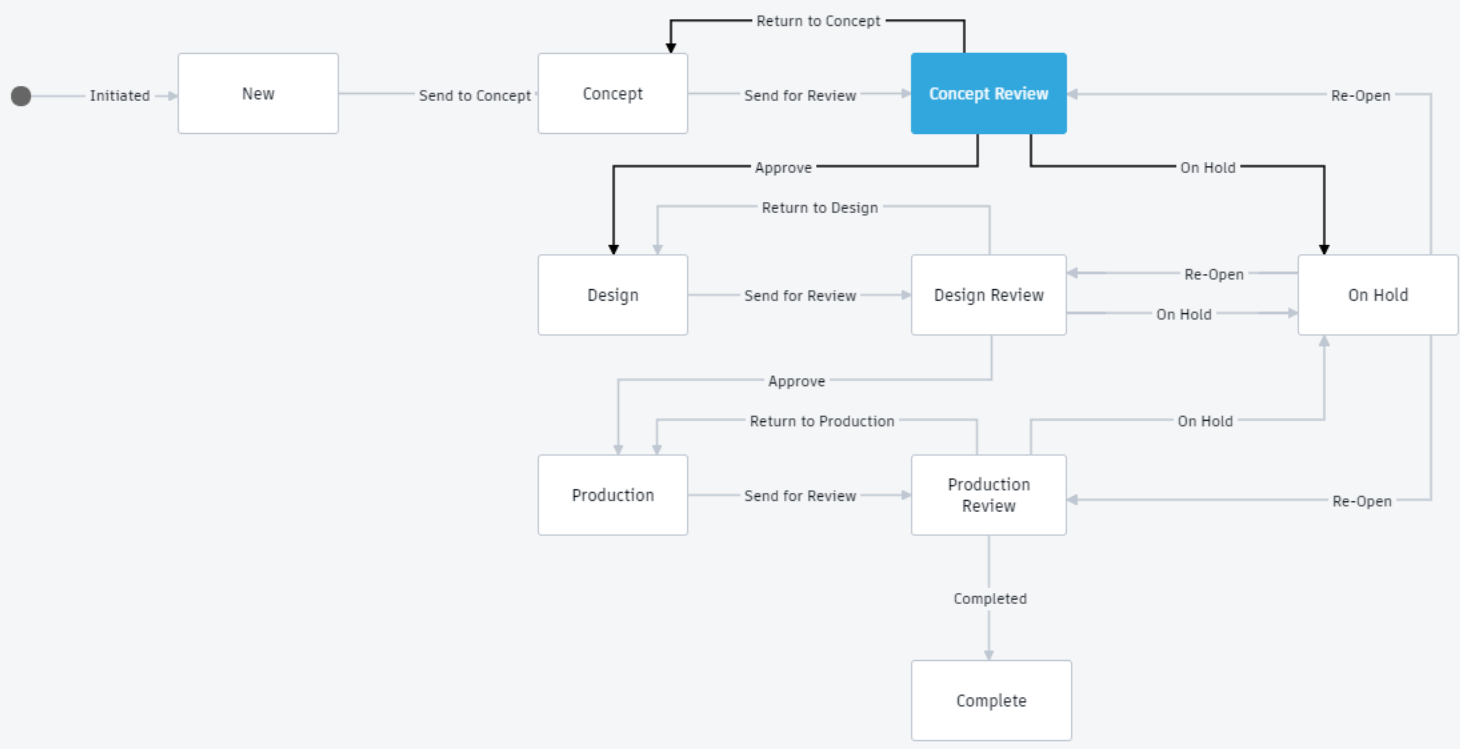 Return to Concept
Initiated
New
Send to Concept
Concept
Send for Review
Concept Review
Re-Open
Approve
On Hold
Return to Design
Design
Send for Review
Design Review
Re-Open
On Hold
On Hold
Approve
Return to Production
On Hold
Production
Send for Review
Production
Review
Re-Open
Completed
Complete